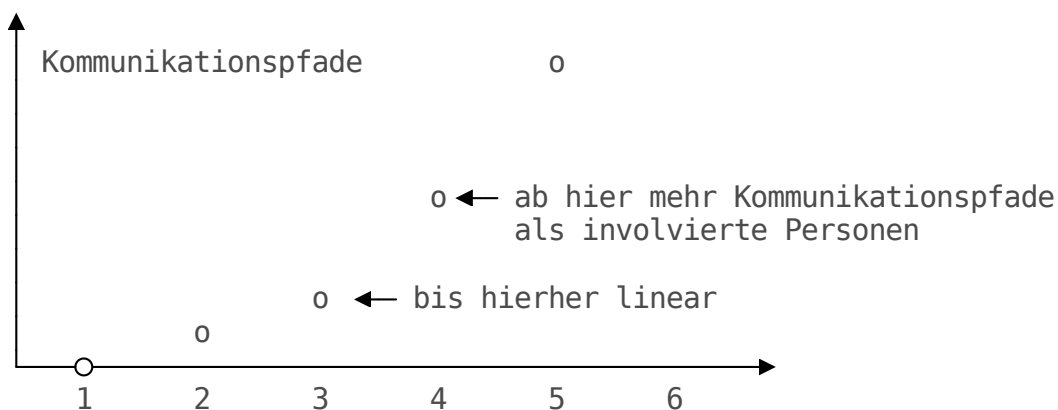 Kommunikationspfade o
o ab hier mehr Kommunikationspfade
als involvierte Personen
o bis hierher linear
o
1 2 3 4 5 6